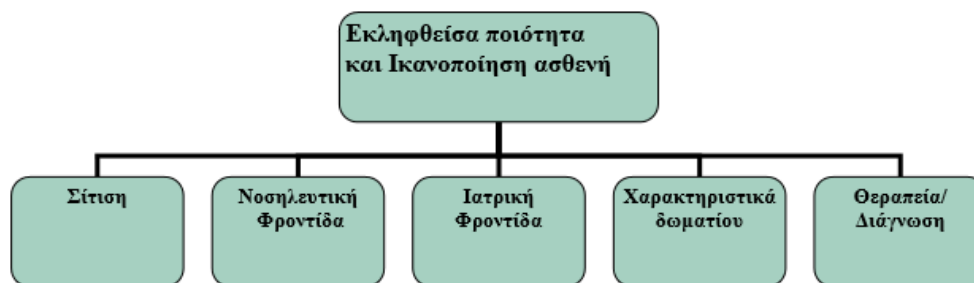 Εκληφθείσα ποιότητα
και Ικανοποίηση ασθενή
Σίτιση
Νοσηλευτική
Φροντίδα
Ιατρική
Φροντίδα
Χαρακτηριστικά
δωματίου
Θεραπεία/
Διάγνωση